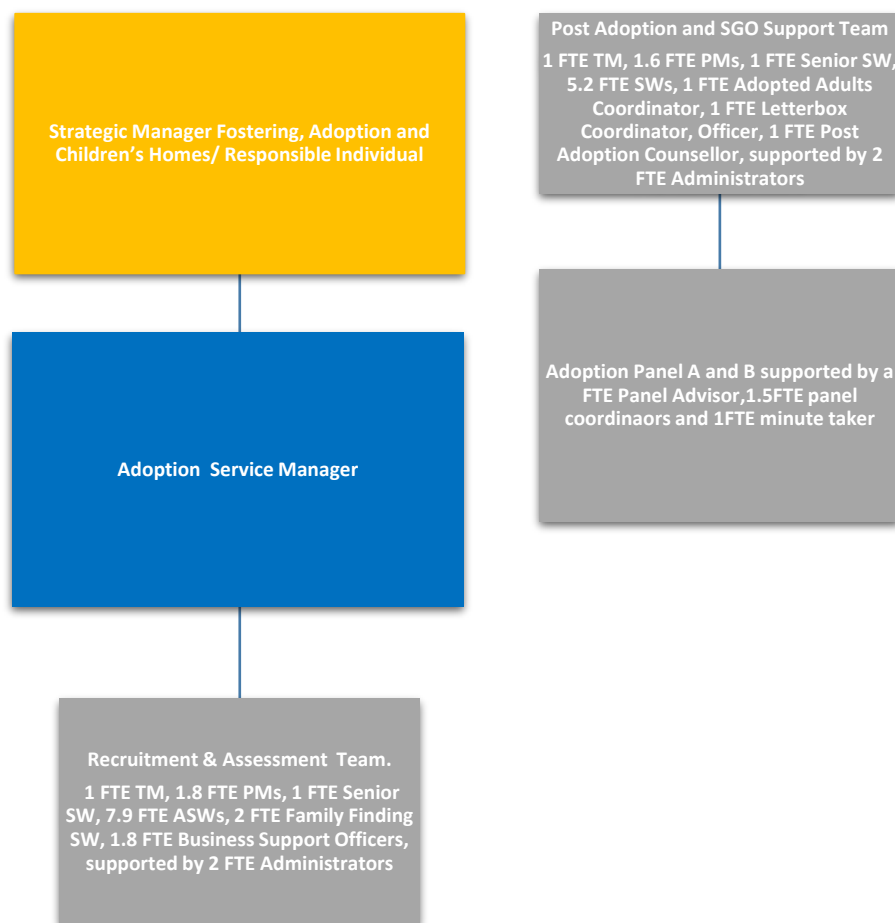 Strategic Manager Fostering, Adoption and
Children's Homes/ Responsible Individual
Adoption  Service Manager
Recruitment & Assessment  Team.
1 FTE TM, 1.8 FTE PMs, 1 FTE Senior
SW, 7.9 FTE ASWs, 2 FTE Family Finding
SW, 1.8 FTE Business Support Officers,
supported by 2 FTE Administrators
Post Adoption and SGO Support Team
1 FTE TM, 1.6 FTE PMs, 1 FTE Senior SW,
5.2 FTE SWs, 1 FTE Adopted Adults
Coordinator, 1 FTE Letterbox
Coordinator, Officer, 1 FTE Post
Adoption Counsellor, supported by 2
FTE Administrators
Adoption Panel A and B supported by a
FTE Panel Advisor,1.5FTE panel
coordinaors and 1FTE minute taker